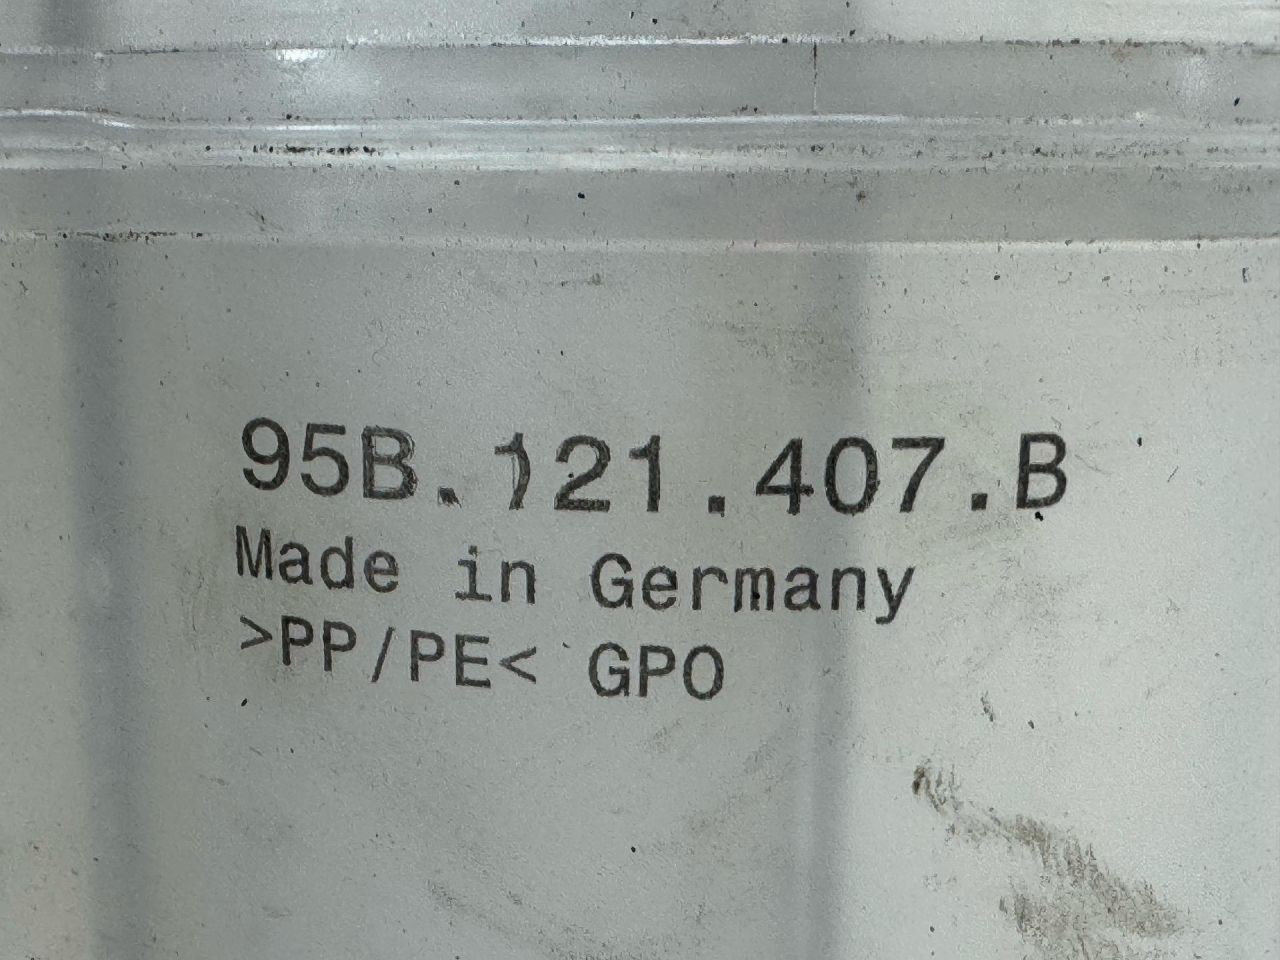 95B.121.407.B
Made in Germany
>PP/PE< GPO